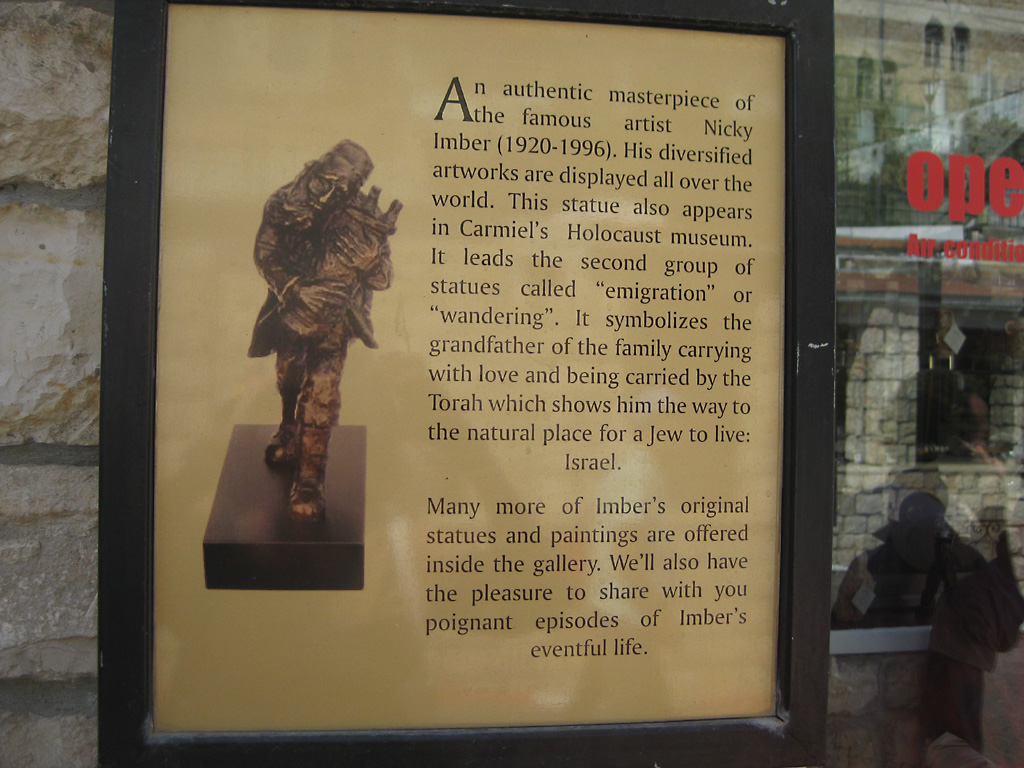 An authentic masterpiece of
the famous artist Nicky
Imber (1920-1996). His diversified
artworks are displayed all over the
world. This statue also appears
in Carmiel's Holocaust museum.
It leads the second group of
statues called “emigration” or
“wandering”. It symbolizes the
grandfather of the family carrying
with love and being carried by the
Torah which shows him the way to
the natural place for a Jew to live:
Israel.
Many more of Imber's original
statues and paintings are offered
inside the gallery. We'll also have
the pleasure to share with you
poignant episodes of Imber's
eventful life.
ope
Air conditio